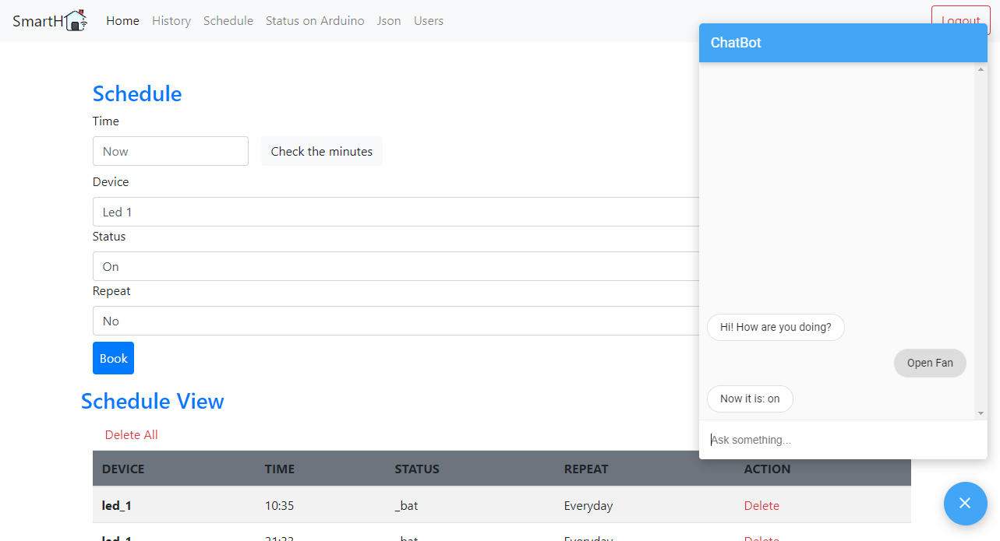 SmartH Home History Schedule Status on Arduino Json Users Logout
ChatBot
Schedule
Time
Now Check the minutes
Device
Led 1
Status
On
Repeat
No
Book
Hi! How are you doing?
Open Fan
Now it is: on
Ask something...
Schedule View
Delete All
DEVICE TIME STATUS REPEAT ACTION
led_1 10:35 _bat Everyday Delete
led_1 21:33 _bat Everyday Delete